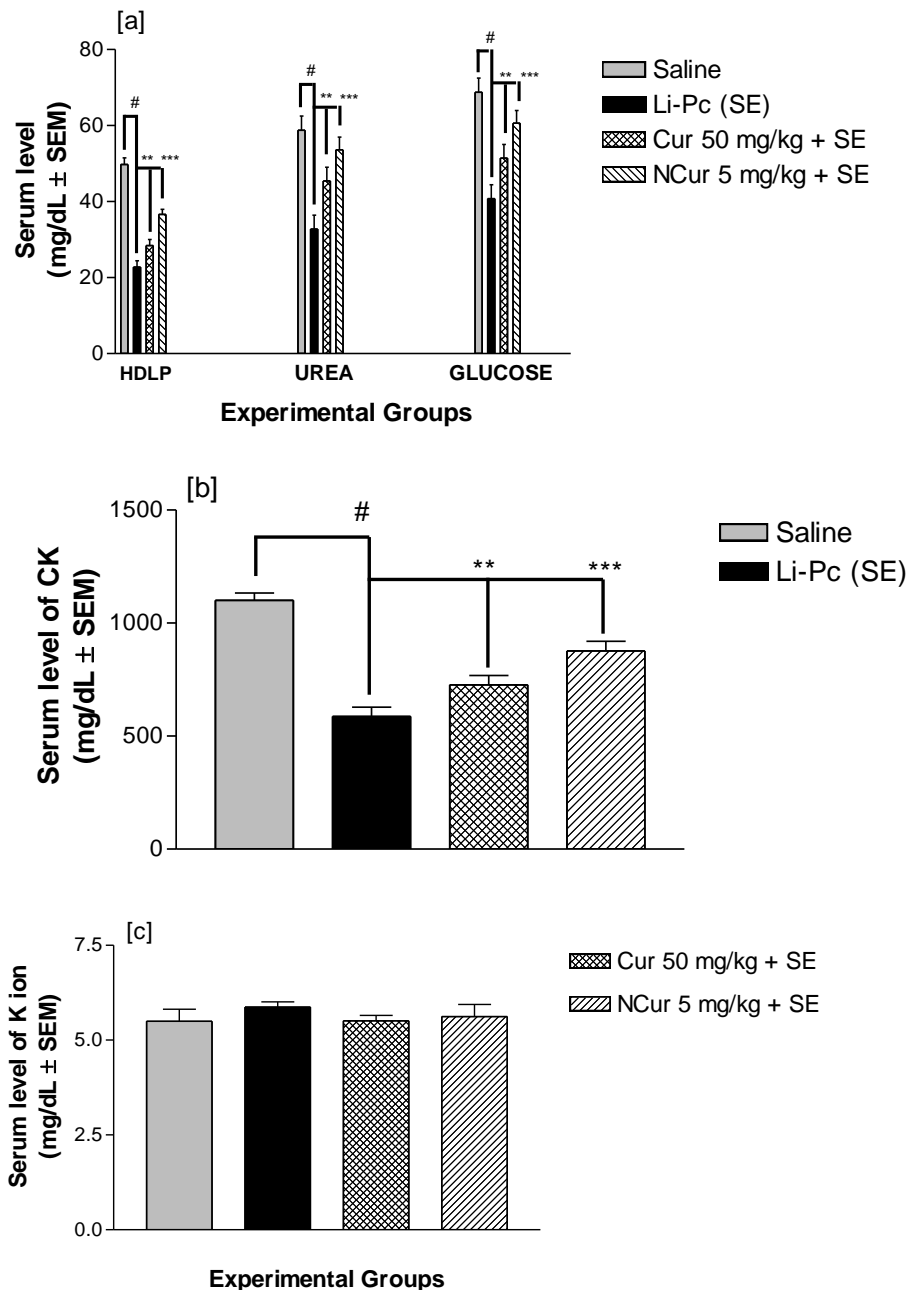 [a]
Serum level
(mg/dL ± SEM)
80
60
40
20
0
#
**
***
#
**
***
#
**
***
HDLP
UREA
GLUCOSE
Experimental Groups
Saline
Li-Pc (SE)
Cur 50 mg/kg + SE
NCur 5 mg/kg + SE
[b]
Serum level of CK
(mg/dL ± SEM)
1500
1000
500
0
#
**
***
Saline
Li-Pc (SE)
[c]
Serum level of K ion
(mg/dL ± SEM)
7.5
5.0
2.5
0.0
Cur 50 mg/kg + SE
NCur 5 mg/kg + SE
Experimental Groups